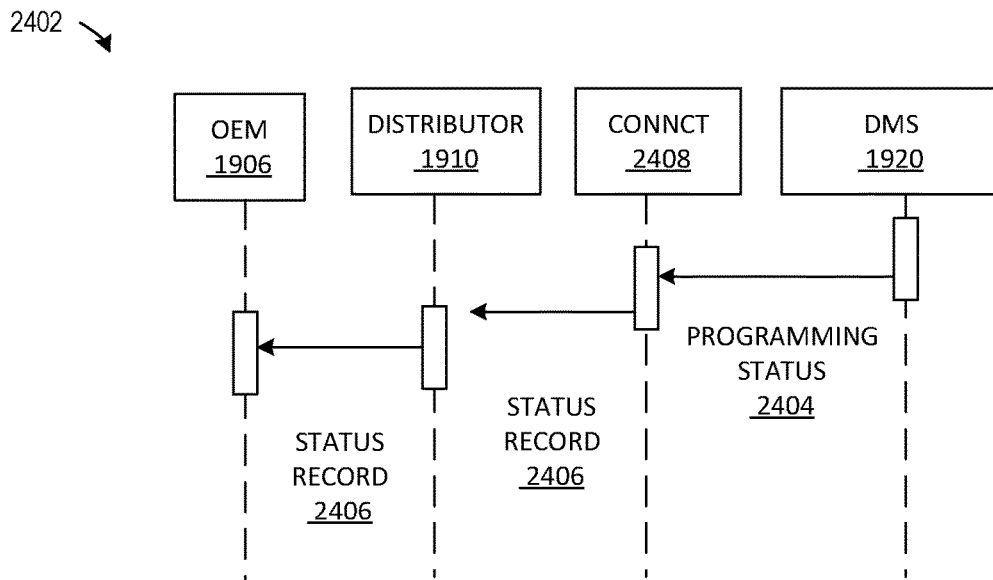 2402
OEM
1906
DISTRIBUTOR
1910
CONNCT
2408
DMS
1920
PROGRAMMING
STATUS
2404
STATUS
RECORD
2406
STATUS
RECORD
2406